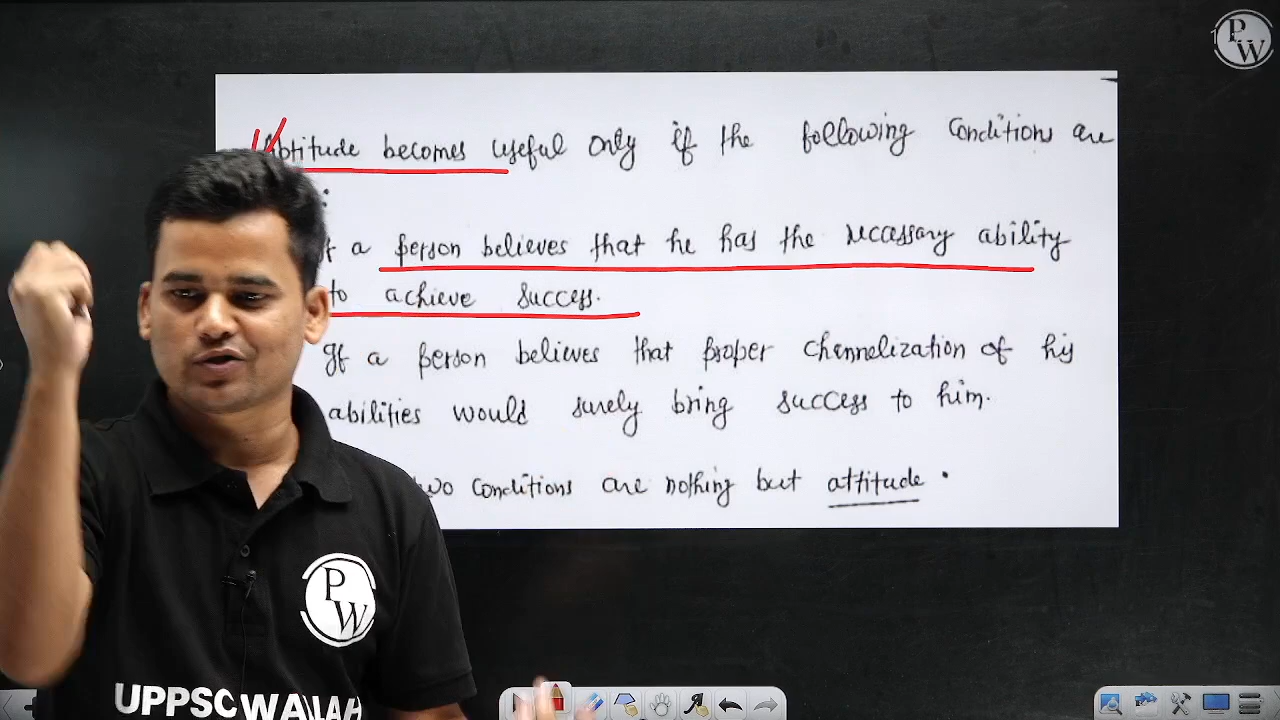 PW
Aptitude becomes useful only if the following Conditions are
:
a person believes that he has the necessary ability
to achieve success.
If a person believes that proper Chennelization of his
abilities would surely bring success to him.
two Conditions are nothing but attitude.
PW
UPPSC WALLAH